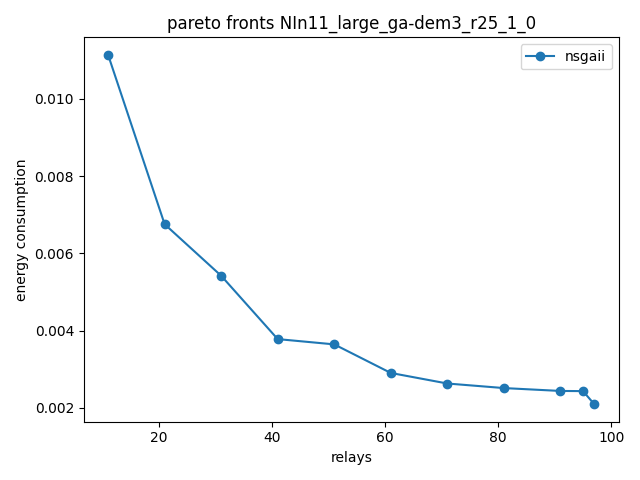 pareto fronts NIn11_large_ga-dem3_r25_1_0
nsgaii
energy consumption
0.010
0.008
0.006
0.004
0.002
20 40 60 80 100
relays